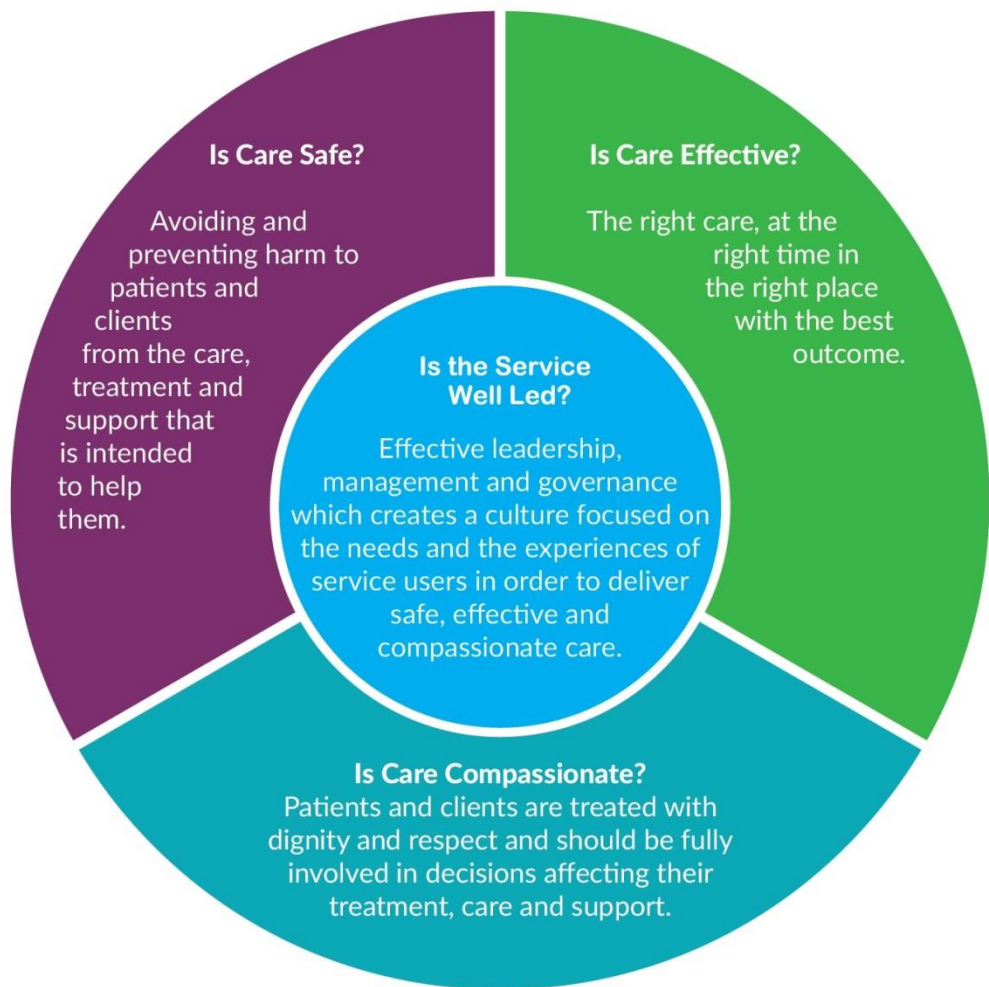 Is Care Safe?
Avoiding and
preventing harm to
patients and
clients
from the care,
treatment and
support that
is intended
to help
them.
Is Care Effective?
The right care, at the
right time in
the right place
with the best
outcome.
Is the Service
Well Led?
Effective leadership,
management and governance
which creates a culture focused on
the needs and the experiences of
service users in order to deliver
safe, effective and
compassionate care.
Is Care Compassionate?
Patients and clients are treated with
dignity and respect and should be fully
involved in decisions affecting their
treatment, care and support.